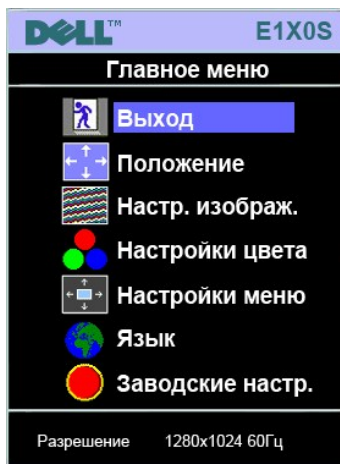 DELL™ E1X0S
Главное меню
Выход
Положение
Настр. изображ.
Настройки цвета
Настройки меню
Язык
Заводские настр.
Разрешение 1280x1024 60Гц